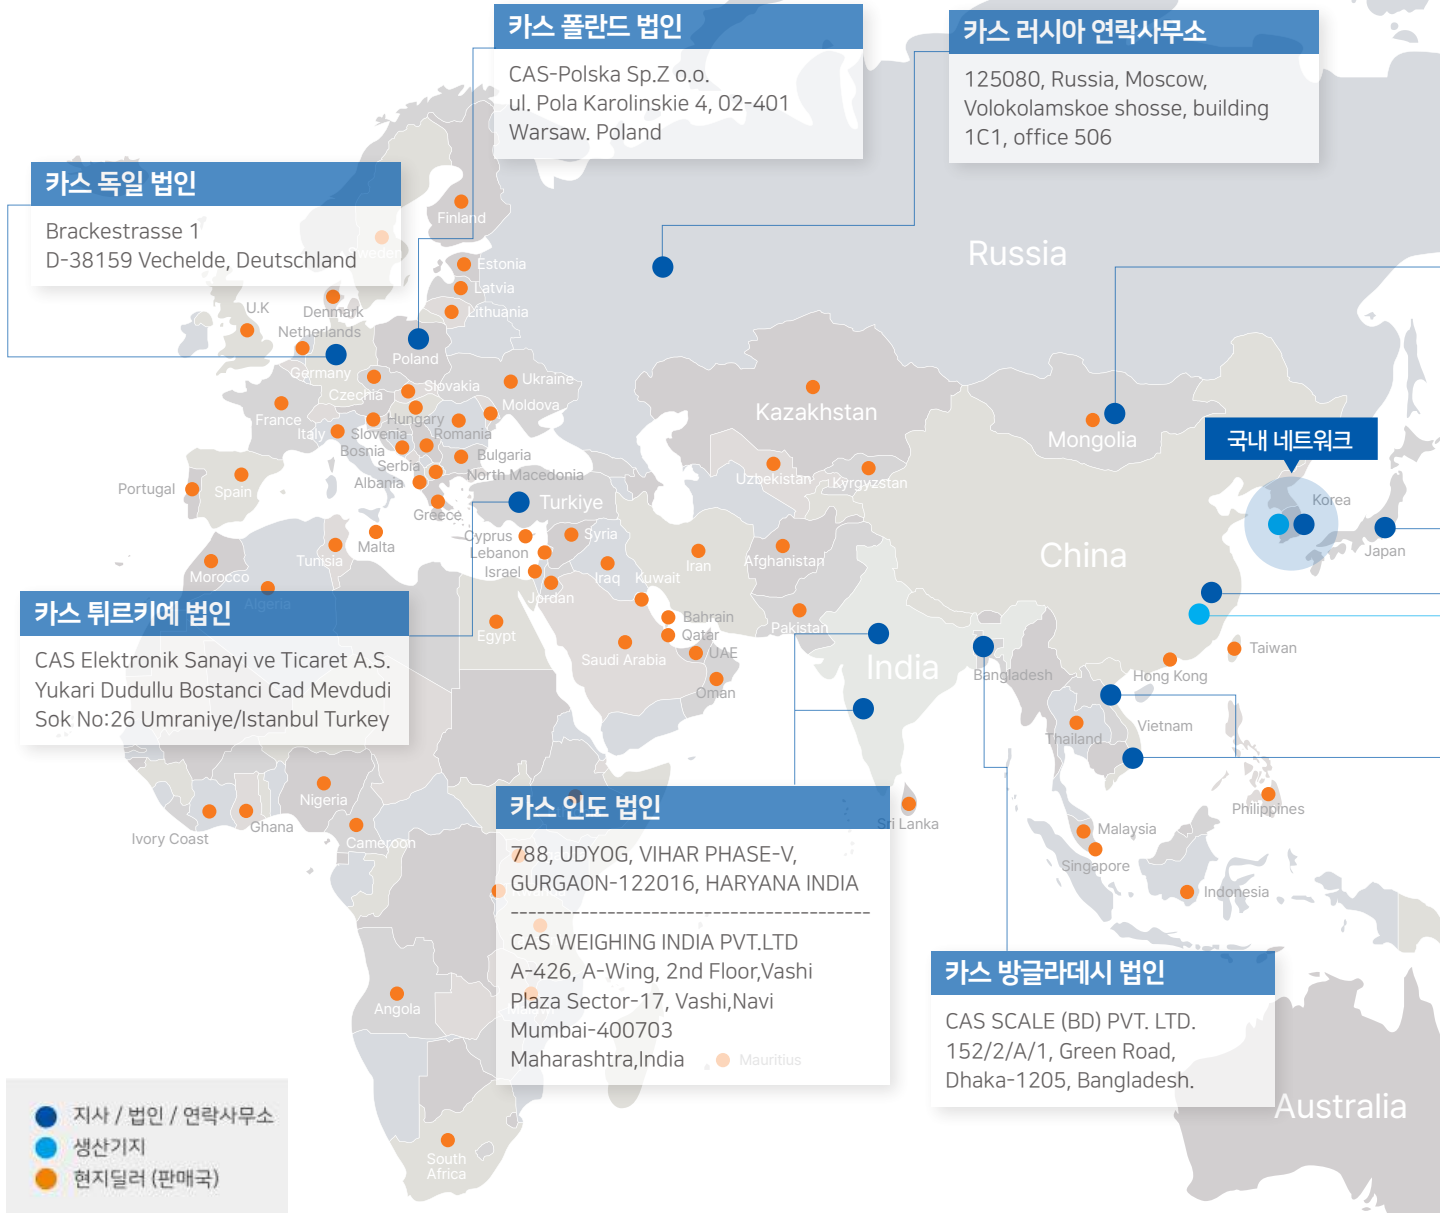 카스 폴란드 법인
CAS-Polska Sp.Z o.o.
ul. Pola Karolinskie 4, 02-401
Warsaw. Poland
카스 러시아 연락사무소
125080, Russia, Moscow,
Volokolamskoe shosse, building
1C1, office 506
카스 독일 법인
Brackestrasse 1
D-38159 Vechelde, Deutschland
Finland
Sweden
Russia
Estonia
Latvia
Lithuania
U.K
Denmark
Netherlands
Germany
Poland
Czechia
Slovakia
Ukraine
Moldova
France
Hungary
Italy
Slovenia
Romania
Bosnia
Serbia
Bulgaria
Albania
North Macedonia
Portugal
Spain
Greece
Turkiye
Kazakhstan
Mongolia
Uzbekistan
Kyrgyzstan
국내 네트워크
Korea
Japan
China
Malta
Tunisia
Morocco
Algeria
Cyprus
Lebanon
Israel
Syria
Iraq
Jordan
Kuwait
Iran
Afghanistan
Pakistan
Egypt
Saudi Arabia
Bahrain
Qatar
UAE
Oman
India
Bangladesh
Hong Kong
Taiwan
Thailand
Vietnam
Philippines
Malaysia
Singapore
Indonesia
Sri Lanka
카스 튀르키예 법인
CAS Elektronik Sanayi ve Ticaret A.S.
Yukari Dudullu Bostanci Cad Mevdudi
Sok No:26 Umraniye/Istanbul Turkey
Nigeria
Ivory Coast
Ghana
Cameroon
Angola
South
Africa
카스 인도 법인
788, UDYOG, VIHAR PHASE-V,
GURGAON-122016, HARYANA INDIA
----------------------------------------
CAS WEIGHING INDIA PVT.LTD
A-426, A-Wing, 2nd Floor,Vashi
Plaza Sector-17, Vashi,Navi
Mumbai-400703
Maharashtra,India
Mauritius
카스 방글라데시 법인
CAS SCALE (BD) PVT. LTD.
152/2/A/1, Green Road,
Dhaka-1205, Bangladesh.
Australia
지사 / 법인 / 연락사무소
생산기지
현지딜러 (판매국)